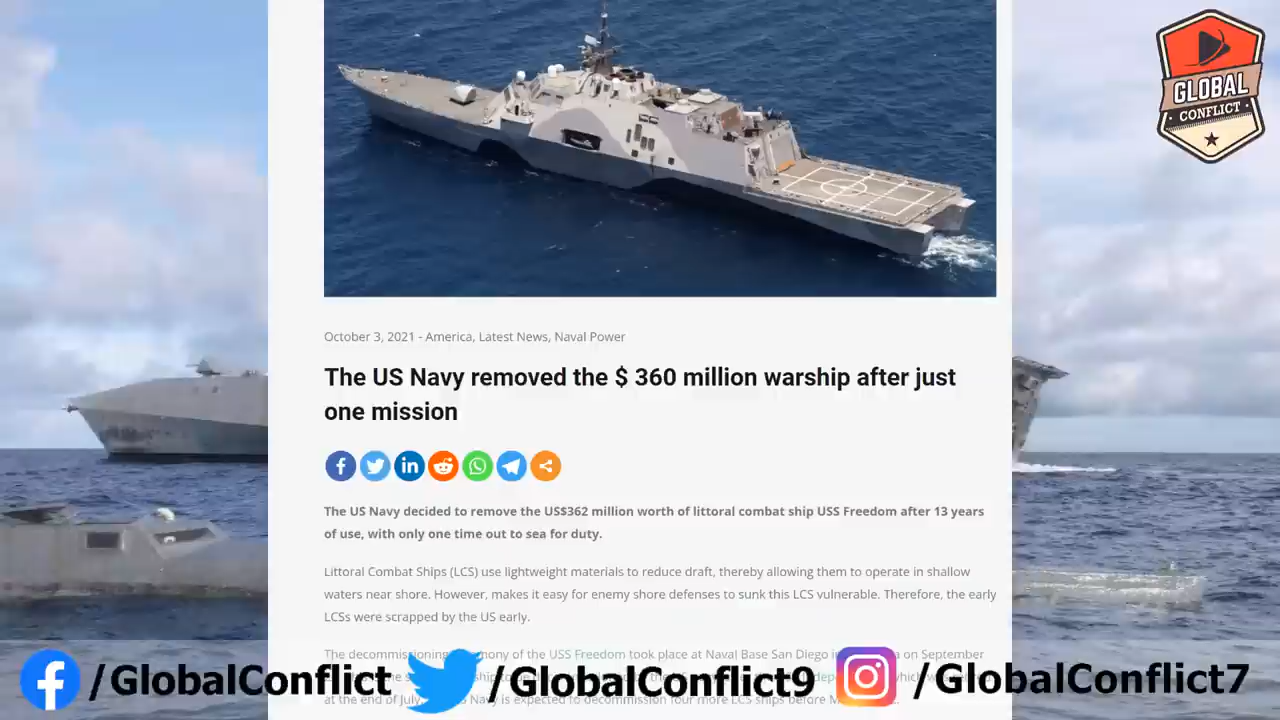 GLOBAL
CONFLICT
October 3, 2021 - America, Latest News, Naval Power
The US Navy removed the $ 360 million warship after just
one mission
The US Navy decided to remove the US$362 million worth of littoral combat ship USS Freedom after 13 years
of use, with only one time out to sea for duty.
Littoral Combat Ships (LCS) use lightweight materials to reduce draft, thereby allowing them to operate in shallow
waters near shore. However, makes it easy for enemy shore defenses to sunk this LCS vulnerable. Therefore, the early
LCSs were scrapped by the US early.
The of the USS Freedom took place at Naval Base San Diego on September
at the end of July, Navy is expected to decommission four more LCS ships before
/GlobalConflict /GlobalConflict9 /GlobalConflict7